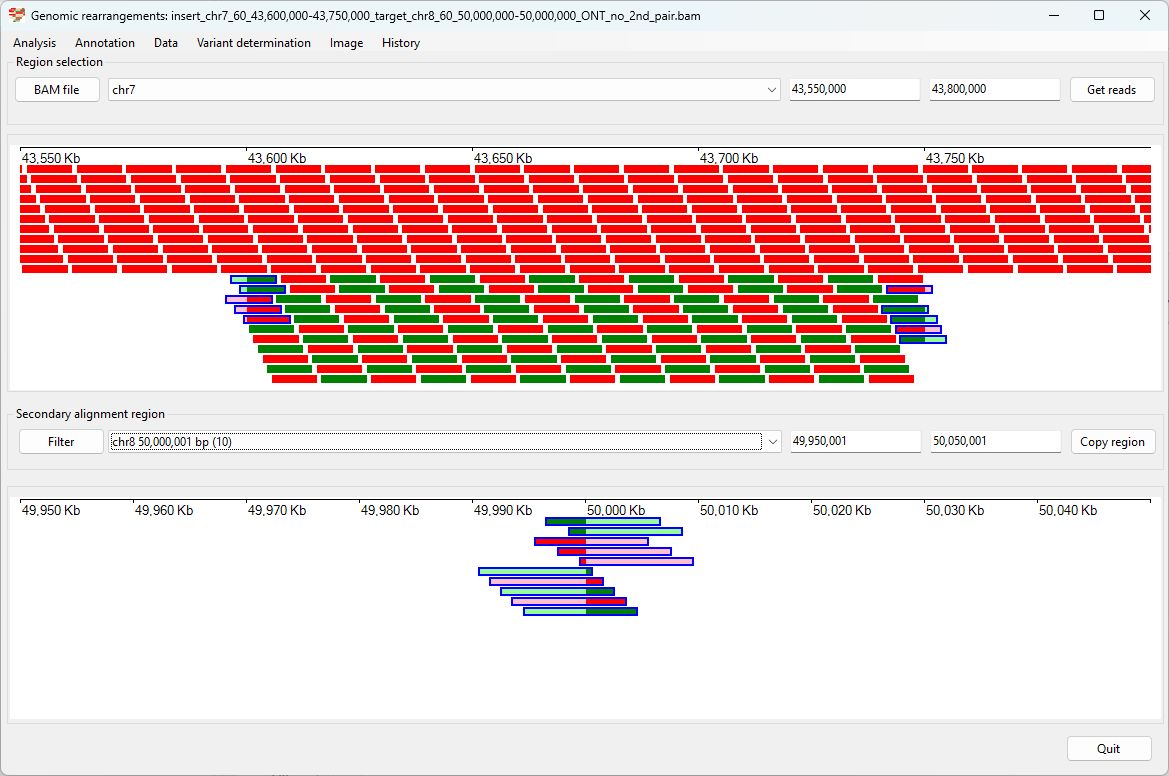 Genomic rearrangements: insert_chr7_60_43,600,000-43,750,000_target_chr8_60_50,000,000-50,000,000_ONT_no_2nd_pair.bam
Analysis Annotation Data Variant determination Image History
Region selection
BAM file chr7 43,550,000 43,800,000 Get reads
43,550 Kb 43,600 Kb 43,650 Kb 43,700 Kb 43,750 Kb
Secondary alignment region
Filter chr8 50,000,001 bp (10) 49,950,001 50,050,001 Copy region
49,950 Kb 49,960 Kb 49,970 Kb 49,980 Kb 49,990 Kb 50,000 Kb 50,010 Kb 50,020 Kb 50,030 Kb 50,040 Kb
Quit